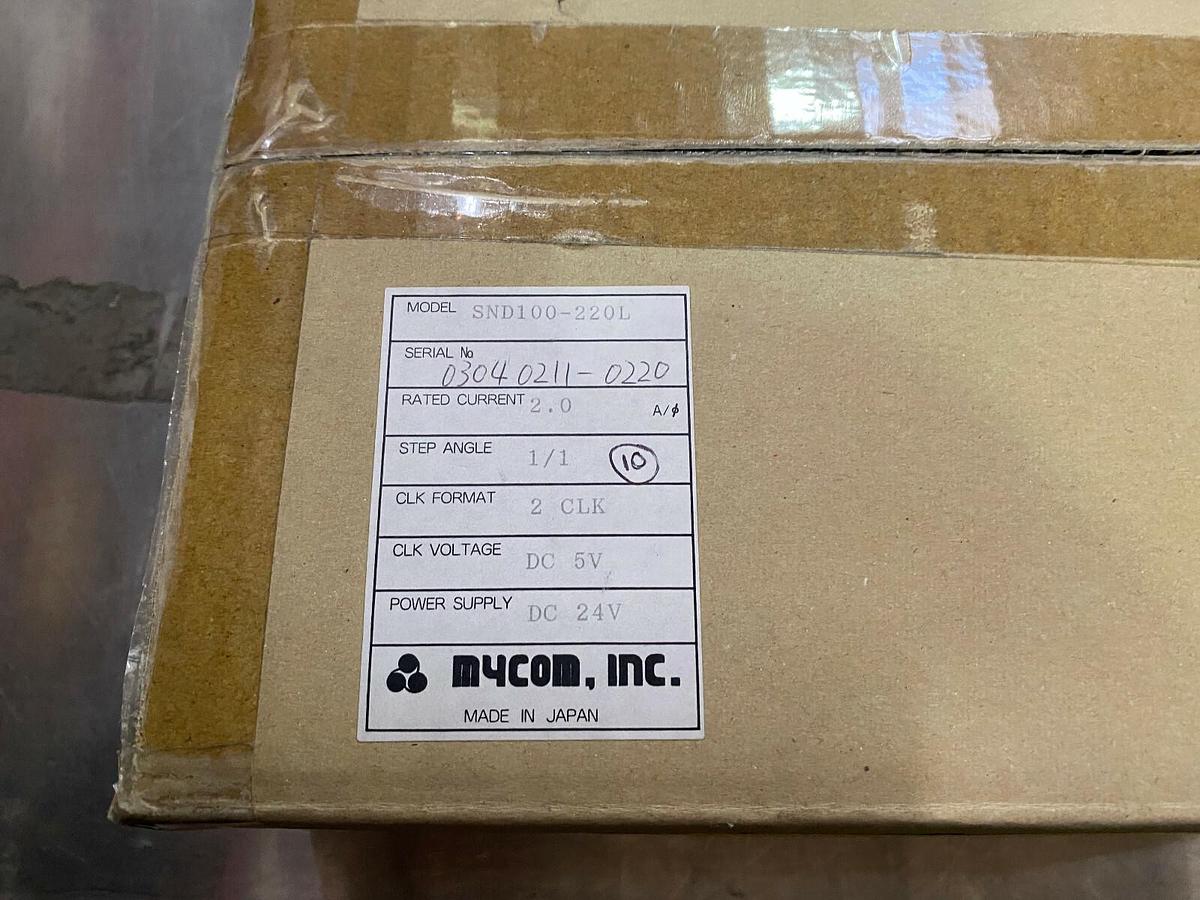 MODEL SND100-220L
SERIAL No 03040211-0220
RATED CURRENT 2.0 A/ϕ
STEP ANGLE 1/1 10
CLK FORMAT 2 CLK
CLK VOLTAGE DC 5V
POWER SUPPLY DC 24V
MYCOM, INC.
MADE IN JAPAN